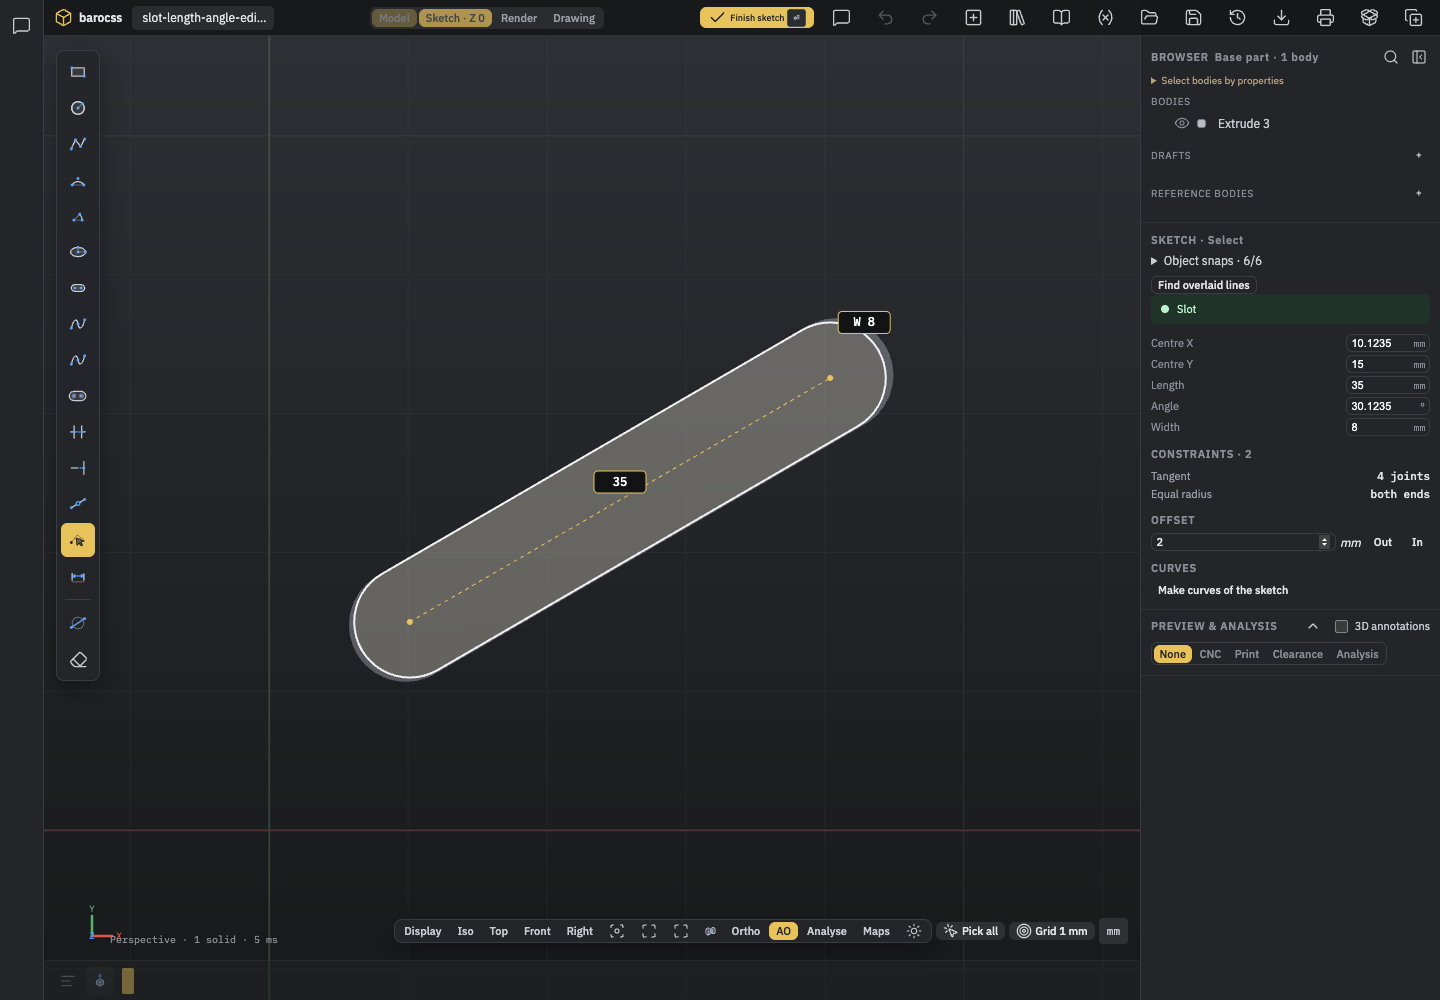 barocss
slot-length-angle-edi...
Model
Sketch · Z 0
Render
Drawing
Finish sketch
BROWSER Base part · 1 body
Select bodies by properties
BODIES
Extrude 3
DRAFTS
REFERENCE BODIES
SKETCH · Select
Object snaps · 6/6
Find overlaid lines
Slot
Centre X 10.1235 mm
Centre Y 15 mm
Length 35 mm
Angle 30.1235 °
Width 8 mm
CONSTRAINTS · 2
Tangent 4 joints
Equal radius both ends
OFFSET
2 mm Out In
CURVES
Make curves of the sketch
PREVIEW & ANALYSIS 3D annotations
None CNC Print Clearance Analysis
W 8
35
Y
X
Z
Perspective · 1 solid · 5 ms
Display Iso Top Front Right Ortho AO Analyse Maps
Pick all
Grid 1 mm
mm